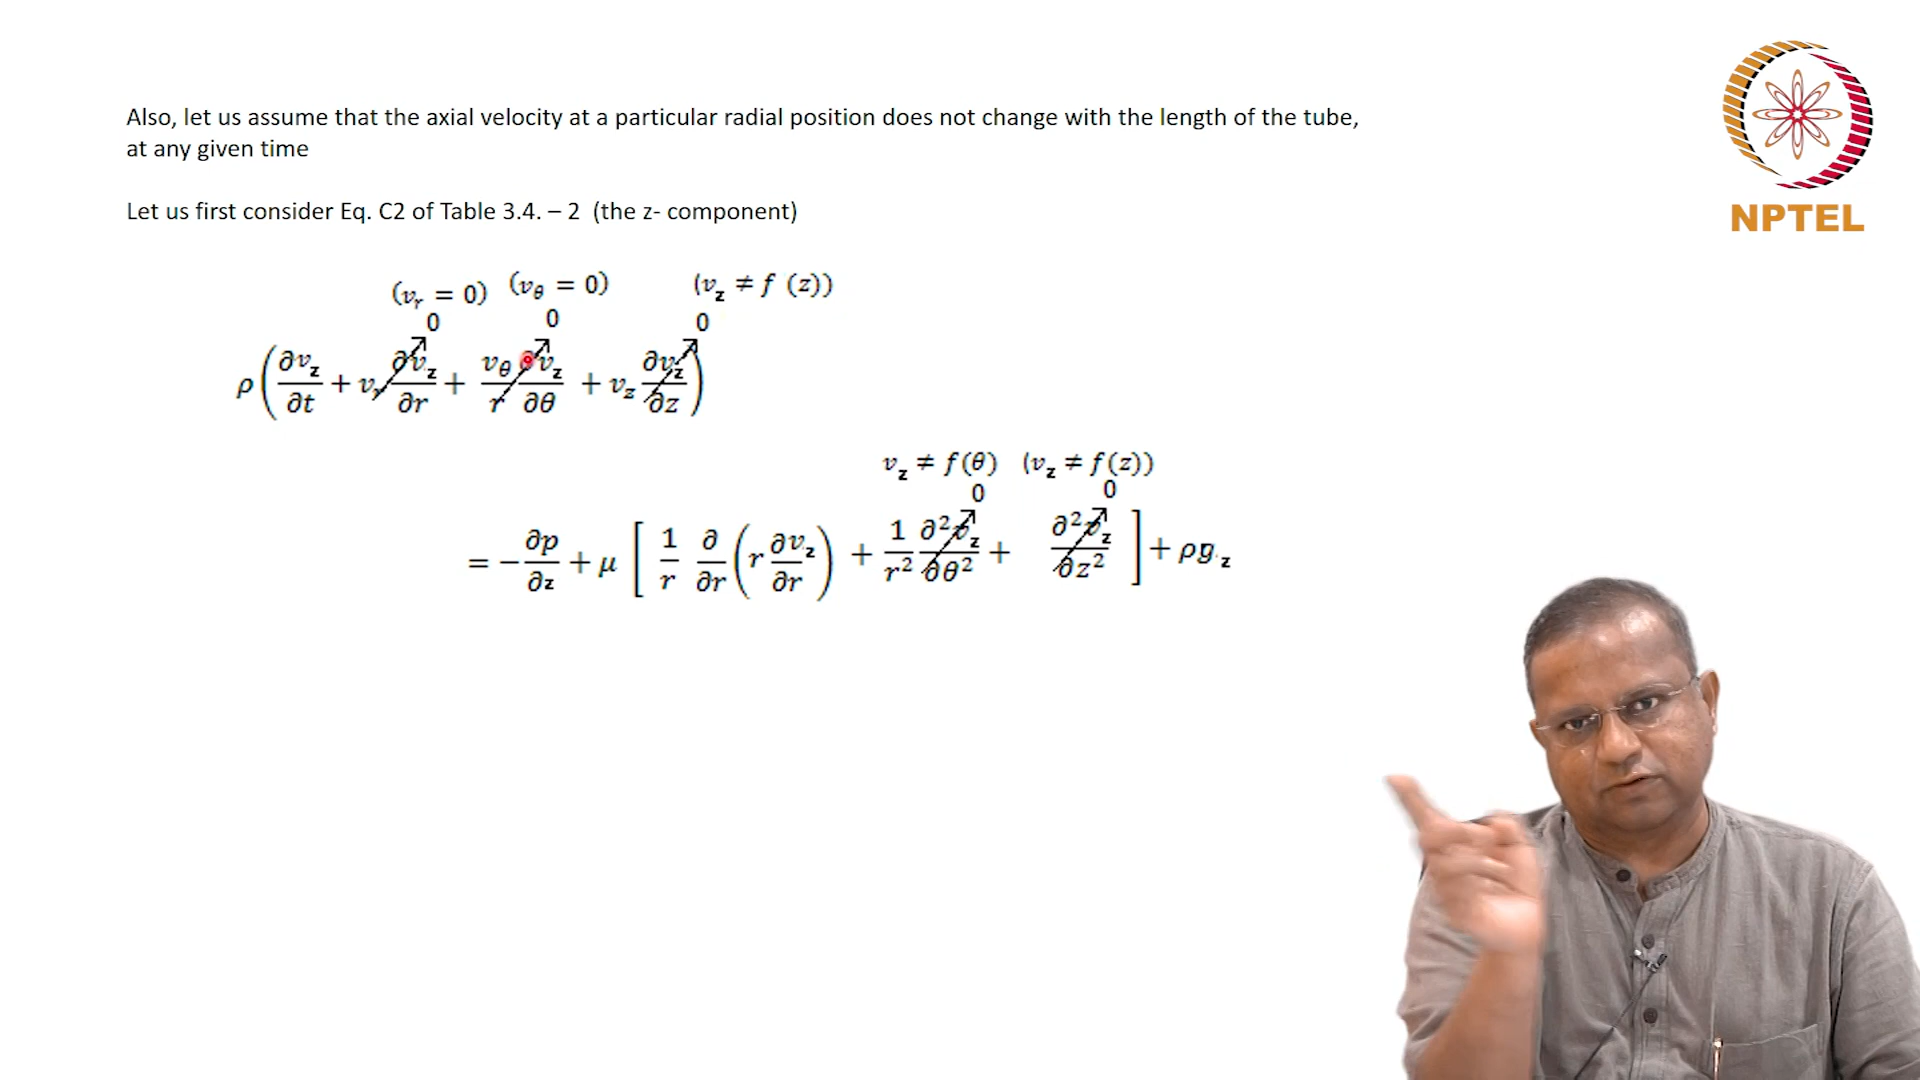 Also, let us assume that the axial velocity at a particular radial position does not change with the length of the tube,
at any given time
NPTEL
Let us first consider Eq. C2 of Table 3.4. – 2 (the z- component)
(v_r = 0) (v_θ = 0) (v_z ≠ f (z))
0 0 0
ρ(∂v_z/∂t + v_r ∂v_z/∂r + v_θ/r ∂v_z/∂θ + v_z ∂v_z/∂z)
v_z ≠ f(θ) (v_z ≠ f(z))
0 0
= −∂p/∂z + μ [1/r ∂/∂r (r ∂v_z/∂r) + 1/r² ∂²v_z/∂θ² + ∂²v_z/∂z²] + ρg_z